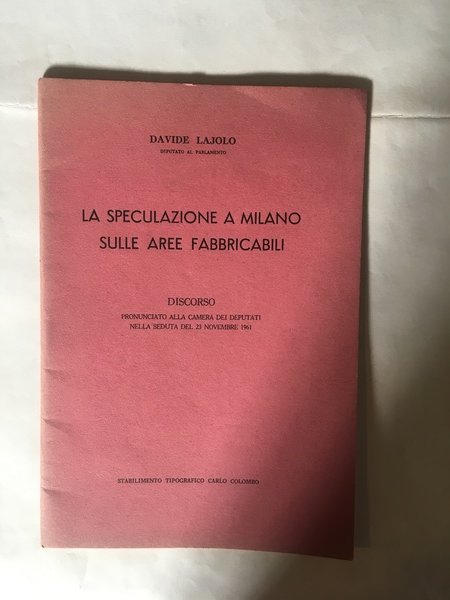 DAVIDE LAJOLO
DEPUTATO AL PARLAMENTO
LA SPECULAZIONE A MILANO
SULLE AREE FABBRICABILI
DISCORSO
PRONUNCIATO ALLA CAMERA DEI DEPUTATI
NELLA SEDUTA DEL 23 NOVEMBRE 1961
STABILIMENTO TIPOGRAFICO CARLO COLOMBO